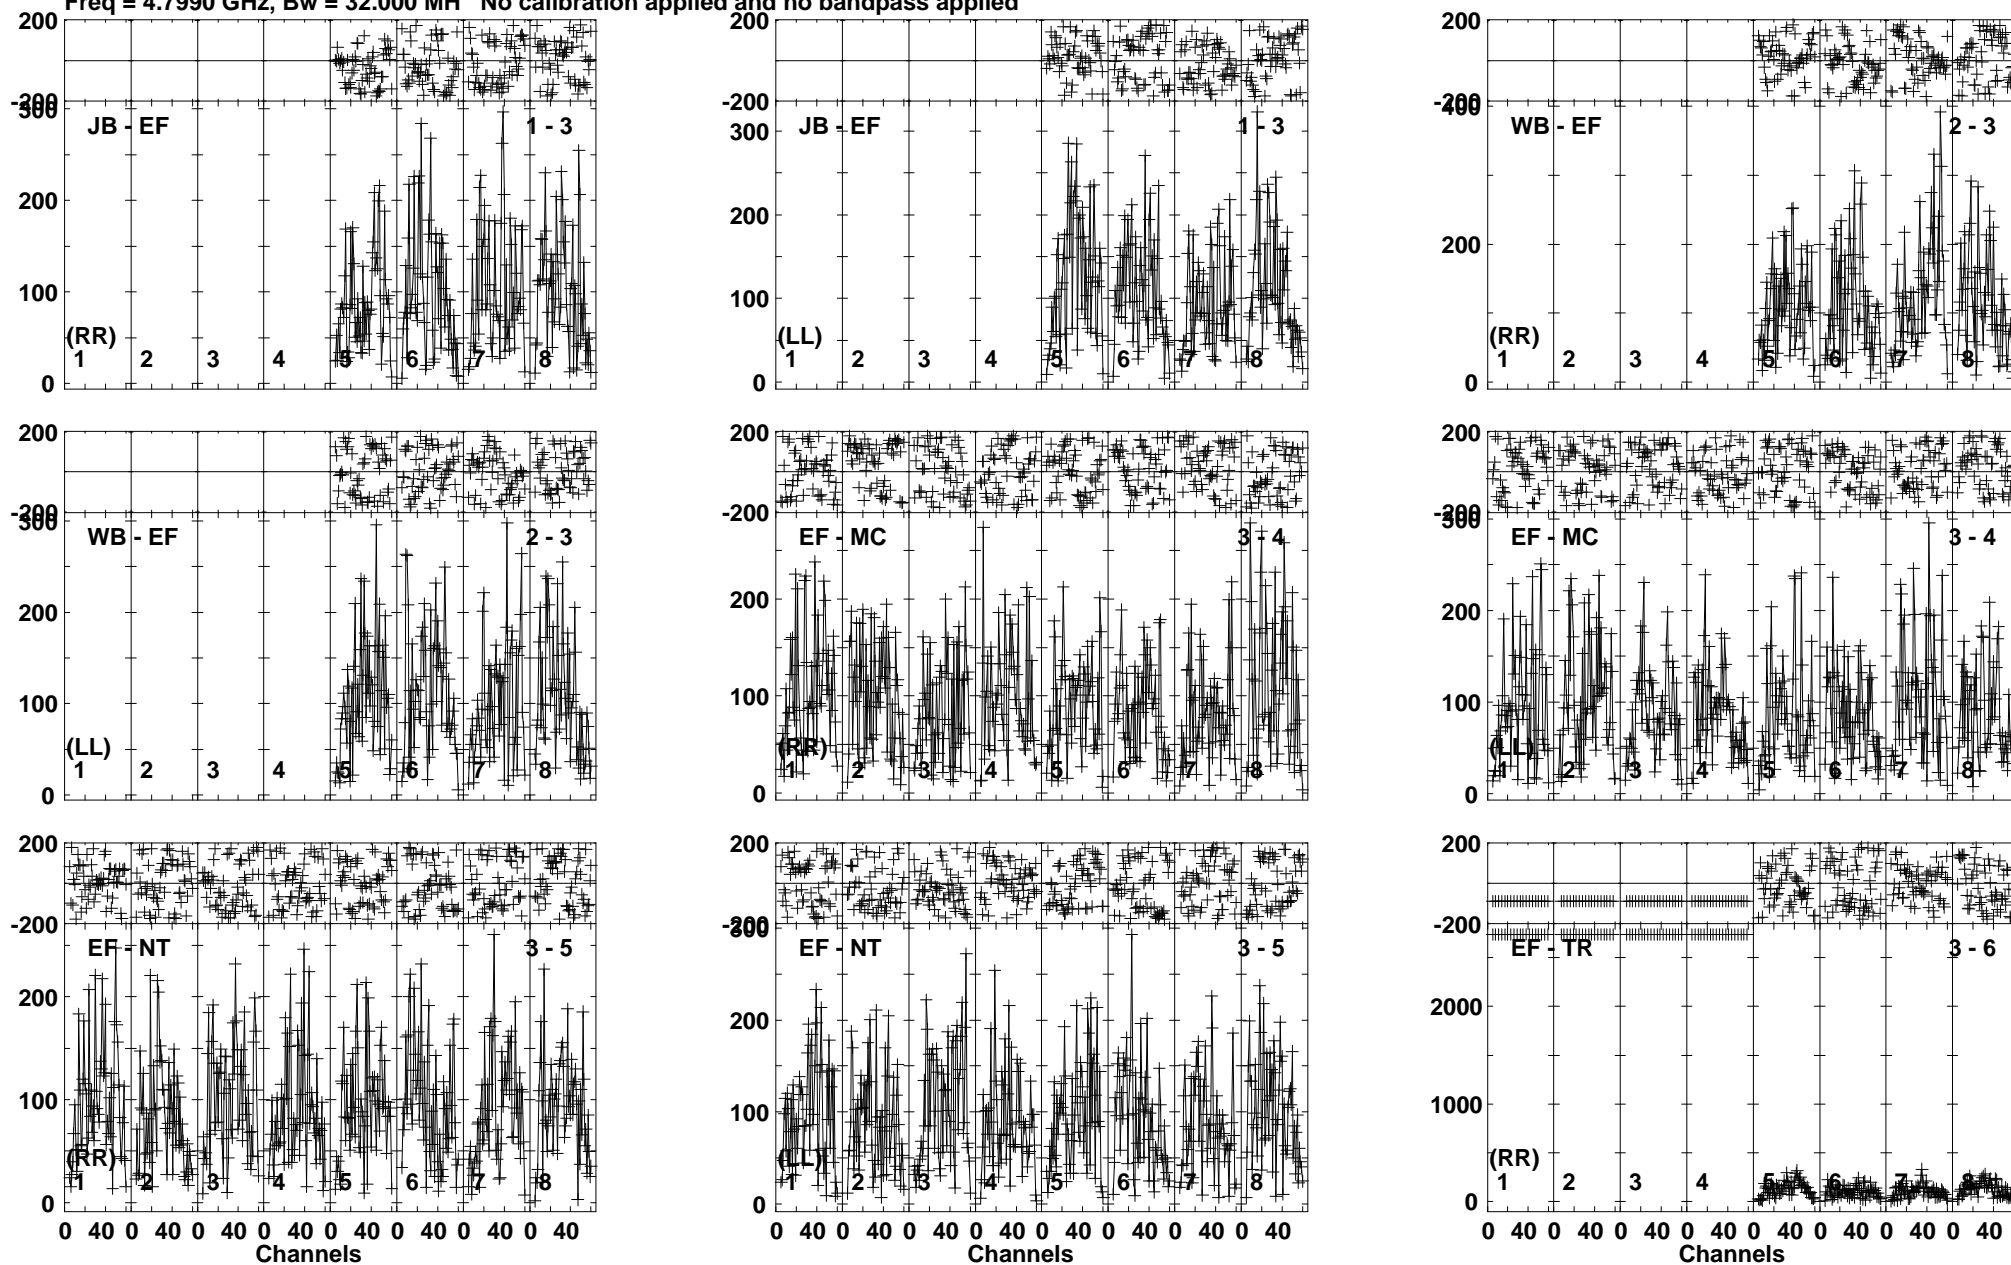 Freq = 4.7990 GHz, Bw = 32.000 MH No calibration applied and no bandpass applied
200 200 200
-200 -200 -200
300 400
JB - EF 1 - 3 JB - EF 1 - 3 WB - EF 2 - 3
300
200 200 200
100 100
(RR) (LL) (RR)
1 2 3 4 5 6 7 8 1 2 3 4 5 6 7 8 1 2 3 4 5 6 7 8
0 0 0
200 200 200
-200 -200 -200
300 300
WB - EF 2 - 3 EF - MC 3 - 4 EF - MC 3 - 4
200 200 200
100 100 100
(LL) (RR) (LL)
1 2 3 4 5 6 7 8 1 2 3 4 5 6 7 8 1 2 3 4 5 6 7 8
0 0 0
200 200 200
-200 -200 -200
300
EF - NT 3 - 5 EF - NT 3 - 5 EF - TR 3 - 6
200 200 2000
100 100 1000
(RR) (LL) (RR)
1 2 3 4 5 6 7 8 1 2 3 4 5 6 7 8 1 2 3 4 5 6 7 8
0 0 0
0 40 0 40 0 40 0 40 0 40 0 40 0 40 0 40 0 40 0 40 0 40 0 40 0 40 0 40 0 40 0 40 0 40 0 40 0 40 0 40 0 40 0 40 0 40 0 40
Channels Channels Channels